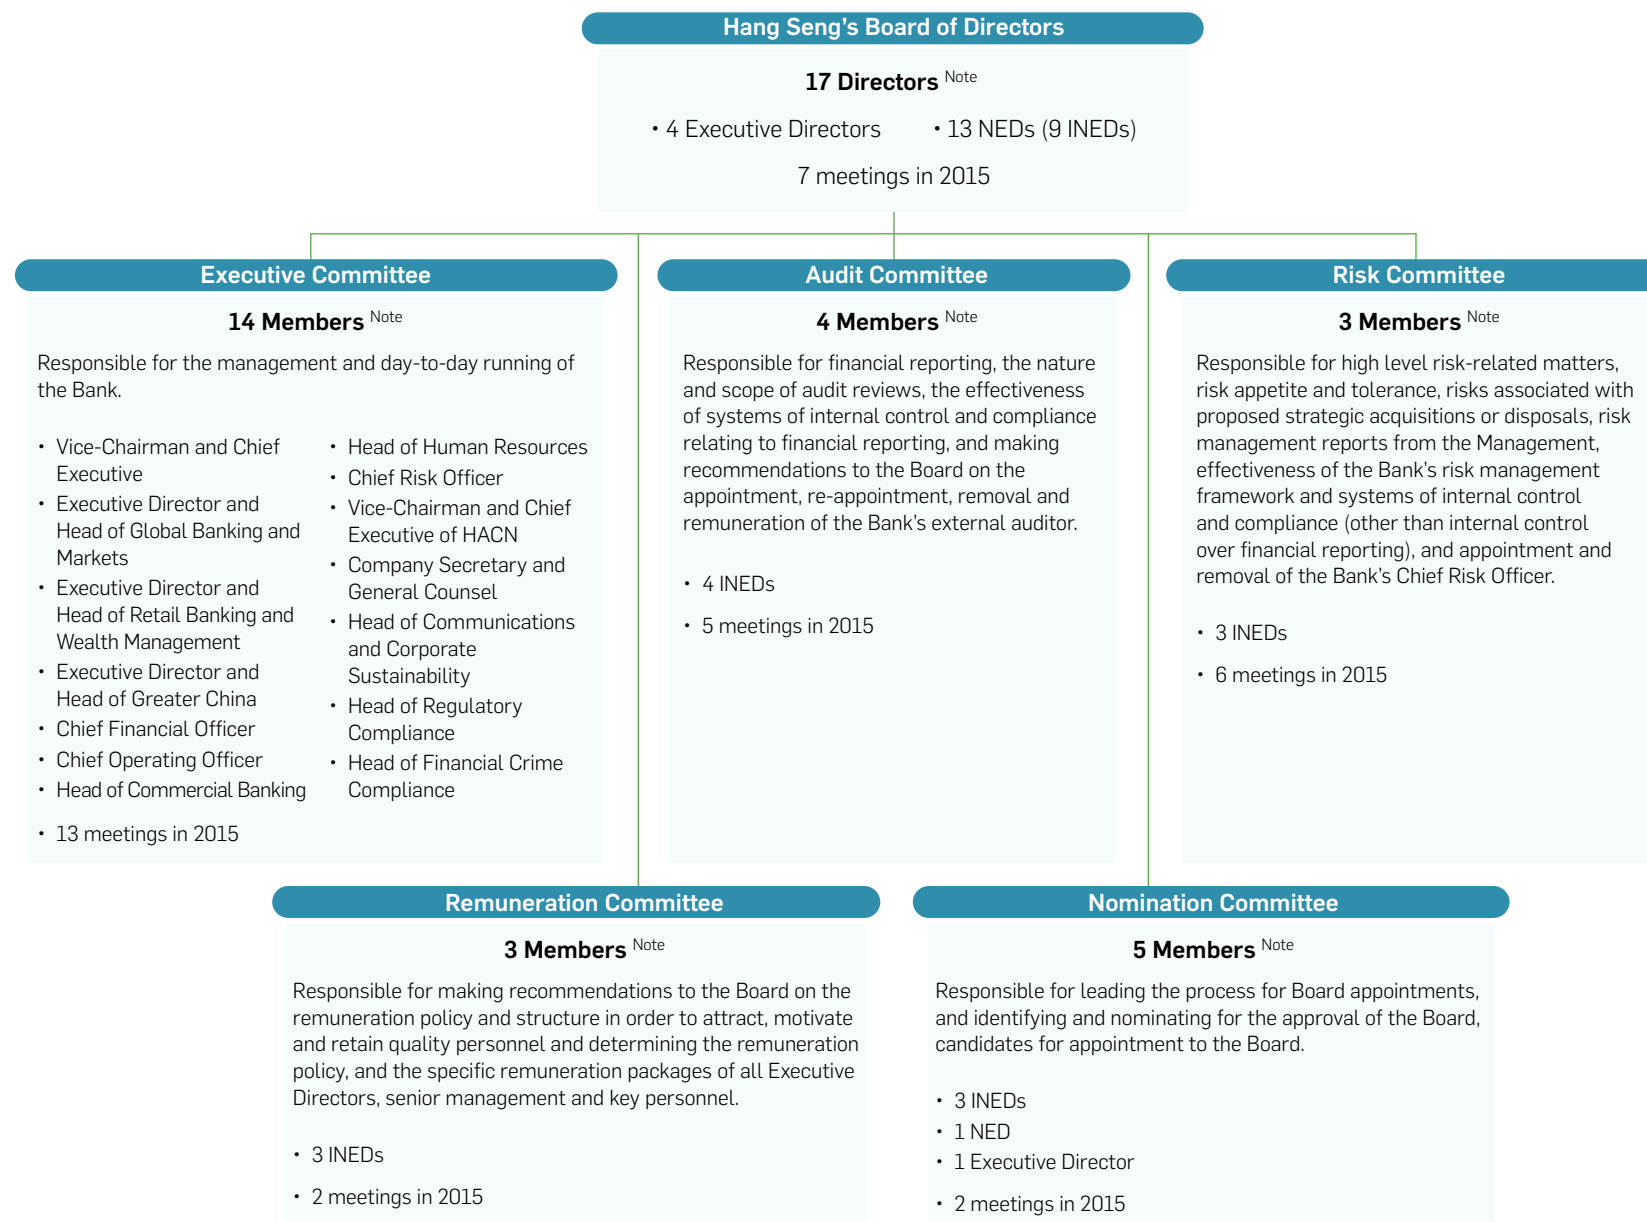 Hang Seng's Board of Directors
17 Directors Note
• 4 Executive Directors • 13 NEDs (9 INEDs)
7 meetings in 2015
Executive Committee
14 Members Note
Responsible for the management and day-to-day running of
the Bank.
• Vice-Chairman and Chief
Executive
• Executive Director and
Head of Global Banking and
Markets
• Executive Director and
Head of Retail Banking and
Wealth Management
• Executive Director and
Head of Greater China
• Chief Financial Officer
• Chief Operating Officer
• Head of Commercial Banking
• Head of Human Resources
• Chief Risk Officer
• Vice-Chairman and Chief
Executive of HACN
• Company Secretary and
General Counsel
• Head of Communications
and Corporate
Sustainability
• Head of Regulatory
Compliance
• Head of Financial Crime
Compliance
• 13 meetings in 2015
Audit Committee
4 Members Note
Responsible for financial reporting, the nature
and scope of audit reviews, the effectiveness
of systems of internal control and compliance
relating to financial reporting, and making
recommendations to the Board on the
appointment, re-appointment, removal and
remuneration of the Bank's external auditor.
• 4 INEDs
• 5 meetings in 2015
Risk Committee
3 Members Note
Responsible for high level risk-related matters,
risk appetite and tolerance, risks associated with
proposed strategic acquisitions or disposals, risk
management reports from the Management,
effectiveness of the Bank's risk management
framework and systems of internal control
and compliance (other than internal control
over financial reporting), and appointment and
removal of the Bank's Chief Risk Officer.
• 3 INEDs
• 6 meetings in 2015
Remuneration Committee
3 Members Note
Responsible for making recommendations to the Board on the
remuneration policy and structure in order to attract, motivate
and retain quality personnel and determining the remuneration
policy, and the specific remuneration packages of all Executive
Directors, senior management and key personnel.
• 3 INEDs
• 2 meetings in 2015
Nomination Committee
5 Members Note
Responsible for leading the process for Board appointments,
and identifying and nominating for the approval of the Board,
candidates for appointment to the Board.
• 3 INEDs
• 1 NED
• 1 Executive Director
• 2 meetings in 2015